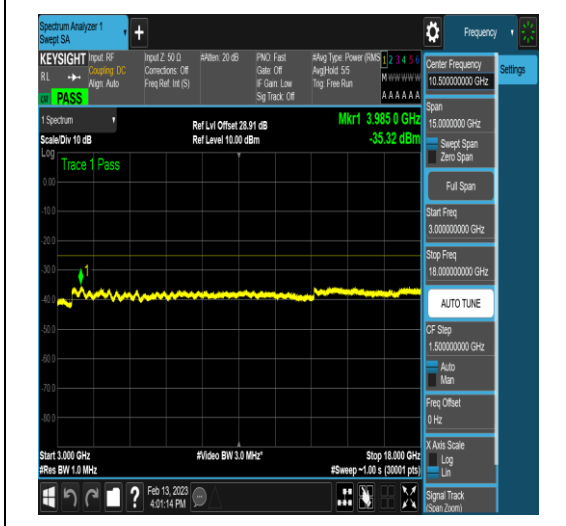 Spectrum Analyzer 1
Swept SA
Frequency
KEYSIGHT
RL
PASS
Input: RF
Coupling: DC
Align: Auto
Input Z: 50 Ω
Corrections: Off
Freq Ref: Int (S)
#Atten: 20 dB
PNO: Fast
Gate: Off
IF Gain: Low
Sig Track: Off
#Avg Type: Power (RMS
Avg|Hold: 5/5
Trig: Free Run
1 2 3 4 5 6
M W W W W W
A A A A A A
1 Spectrum
Scale/Div 10 dB
Ref Lvl Offset 28.91 dB
Ref Level 10.00 dBm
Mkr1 3.985 0 GHz
-35.32 dBm
Log
Trace 1 Pass
0.00
-10.0
-20.0
-30.0
-40.0
-50.0
-60.0
-70.0
-80.0
1
Start 3.000 GHz
#Res BW 1.0 MHz
#Video BW 3.0 MHz*
Stop 18.000 GHz
#Sweep ~1.00 s (30001 pts)
Feb 13, 2023
4:01:14 PM
Center Frequency
10.500000000 GHz
Settings
Span
15.0000000 GHz
Swept Span
Zero Span
Full Span
Start Freq
3.000000000 GHz
Stop Freq
18.000000000 GHz
AUTO TUNE
CF Step
1.500000000 GHz
Auto
Man
Freq Offset
0 Hz
X Axis Scale
Log
Lin
Signal Track
(Span Zoom)